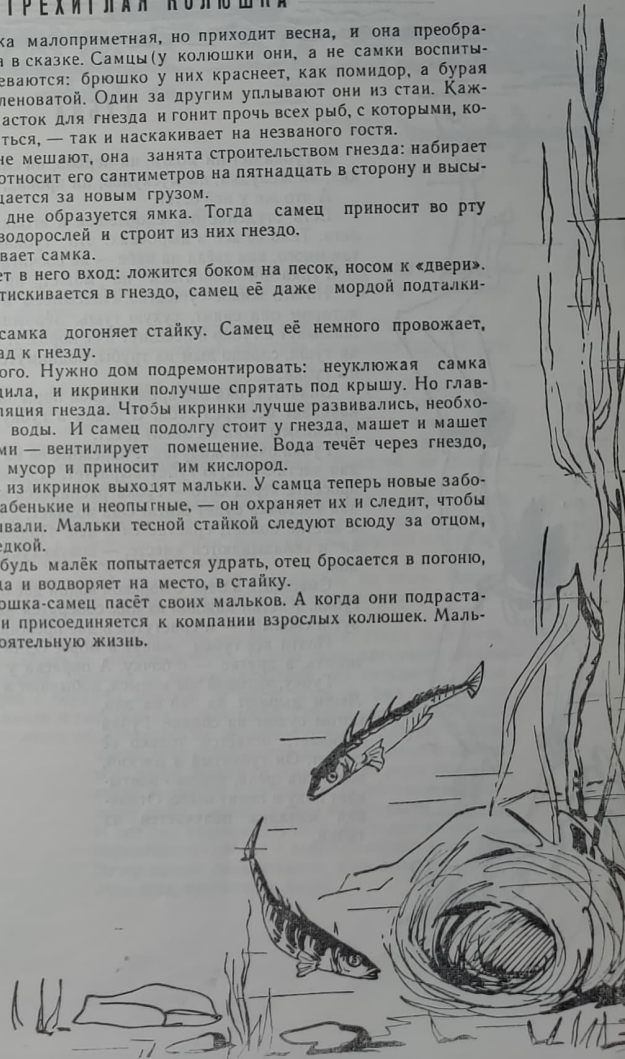 ТРЁХИГЛАЯ КОЛЮШКА
малоприметная, но приходит весна, и она преобра-
в сказке. Самцы (у колюшки они, а не самки воспиты-
еваются: брюшко у них краснеет, как помидор, а бурая
леноватой. Один за другим уплывают они из стаи. Каж-
асток для гнезда и гонит прочь всех рыб, с которыми, ко-
ться, — так и наскакивает на незваного гостя.
не мешают, она занята строительством гнезда: набирает
относит его сантиметров на пятнадцать в сторону и высы-
щается за новым грузом.
дне образуется ямка. Тогда самец приносит во рту
водорослей и строит из них гнездо.
вает самка.
ет в него вход: ложится боком на песок, носом к «двери».
тискивается в гнездо, самец её даже мордой подталки-
самка догоняет стайку. Самец её немного провожает,
ад к гнезду.
ого. Нужно дом подремонтировать: неуклюжая самка
дила, и икринки получше спрятать под крышу. Но глав-
ляция гнезда. Чтобы икринки лучше развивались, необхо-
воды. И самец подолгу стоит у гнезда, машет и машет
ми — вентилирует помещение. Вода течёт через гнездо,
мусор и приносит им кислород.
из икринок выходят мальки. У самца теперь новые забо-
абенькие и неопытные, — он охраняет их и следит, чтобы
ывали. Мальки тесной стайкой следуют всюду за отцом,
едкой.
будь малёк попытается удрать, отец бросается в погоню,
да и водворяет на место, в стайку.
юшка-самец пасёт своих мальков. А когда они подраста-
и присоединяется к компании взрослых колюшек. Маль-
оятельную жизнь.